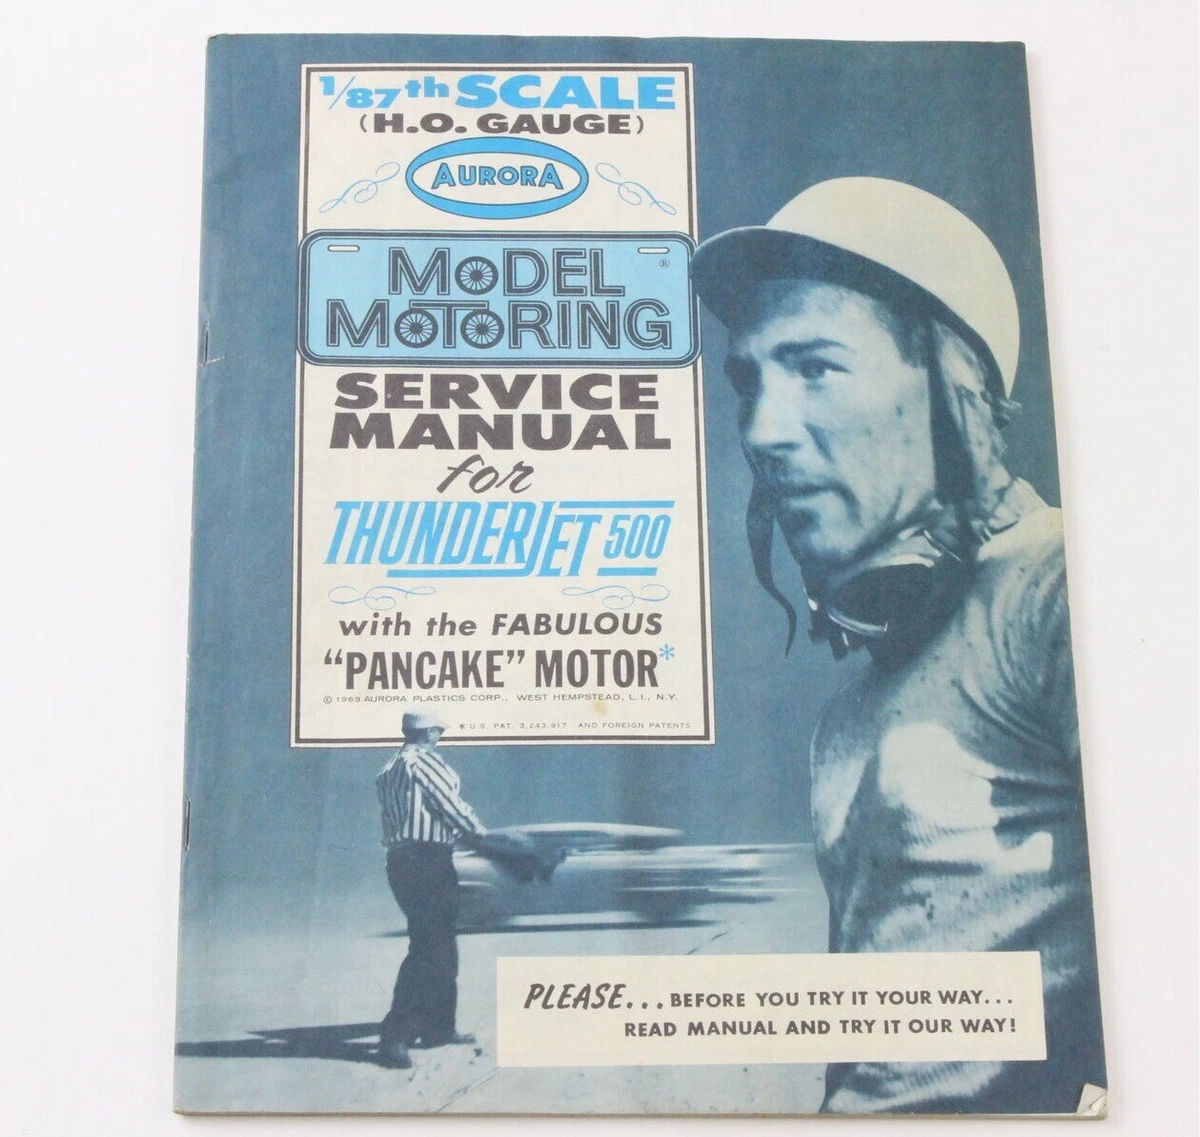 1/87th SCALE
(H.O. GAUGE)
AURORA
MODEL ®
MOTORING
SERVICE
MANUAL
for
THUNDERJET 500
with the FABULOUS
“PANCAKE” MOTOR*
© 1963 AURORA PLASTICS CORP., WEST HEMPSTEAD, L. I., N.Y.
* U.S. PAT. 3,243,917 AND FOREIGN PATENTS
PLEASE... BEFORE YOU TRY IT YOUR WAY...
READ MANUAL AND TRY IT OUR WAY!